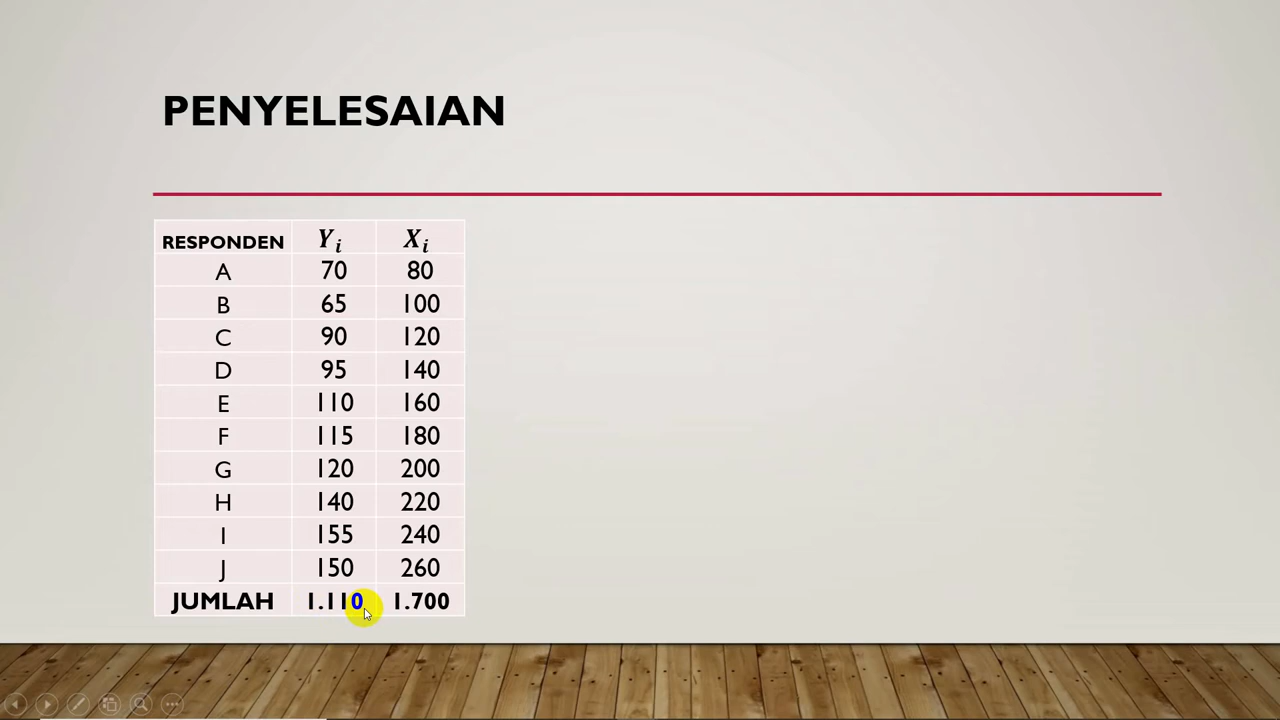 PENYELESAIAN
RESPONDEN Yi Xi
A 70 80
B 65 100
C 90 120
D 95 140
E 110 160
F 115 180
G 120 200
H 140 220
I 155 240
J 150 260
JUMLAH 1.110 1.700